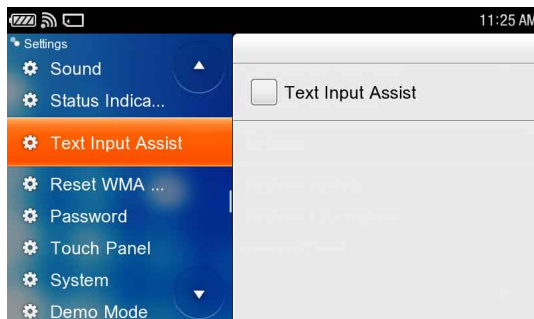 11:25 AM
Settings
Sound
Status Indica...
Text Input Assist
Reset WMA ...
Password
Touch Panel
System
Demo Mode
Text Input Assist